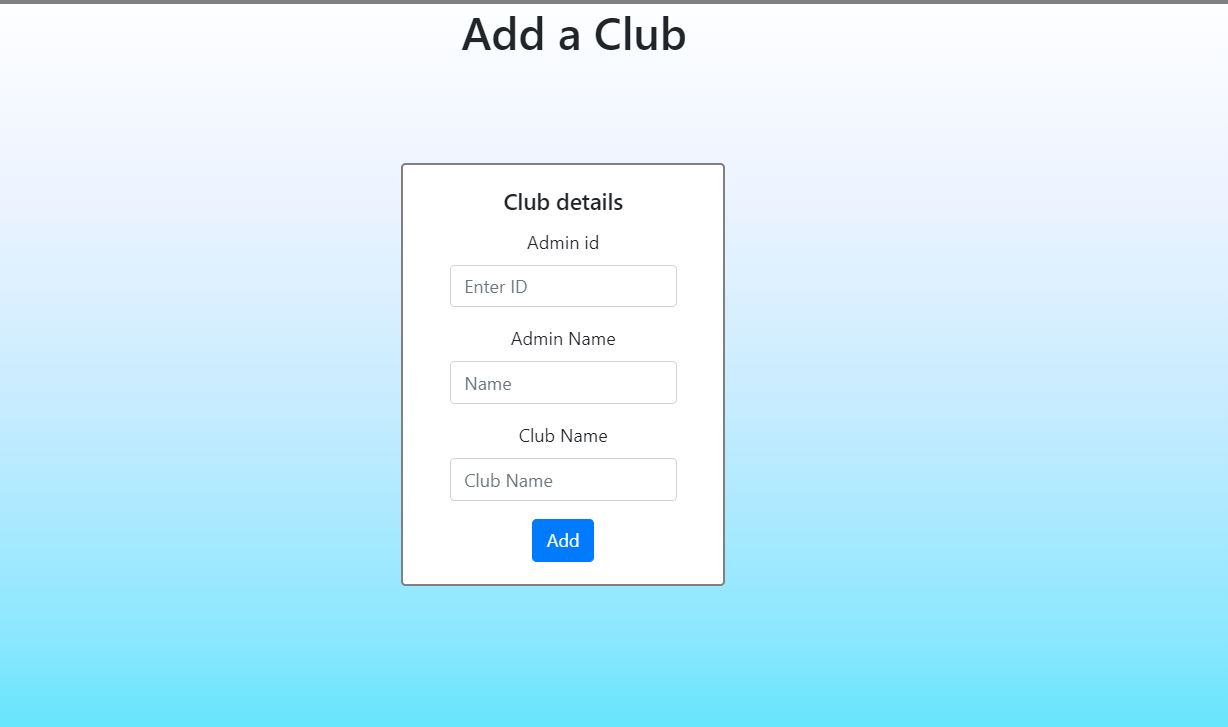 Add a Club
Club details
Admin id
Enter ID
Admin Name
Name
Club Name
Club Name
Add